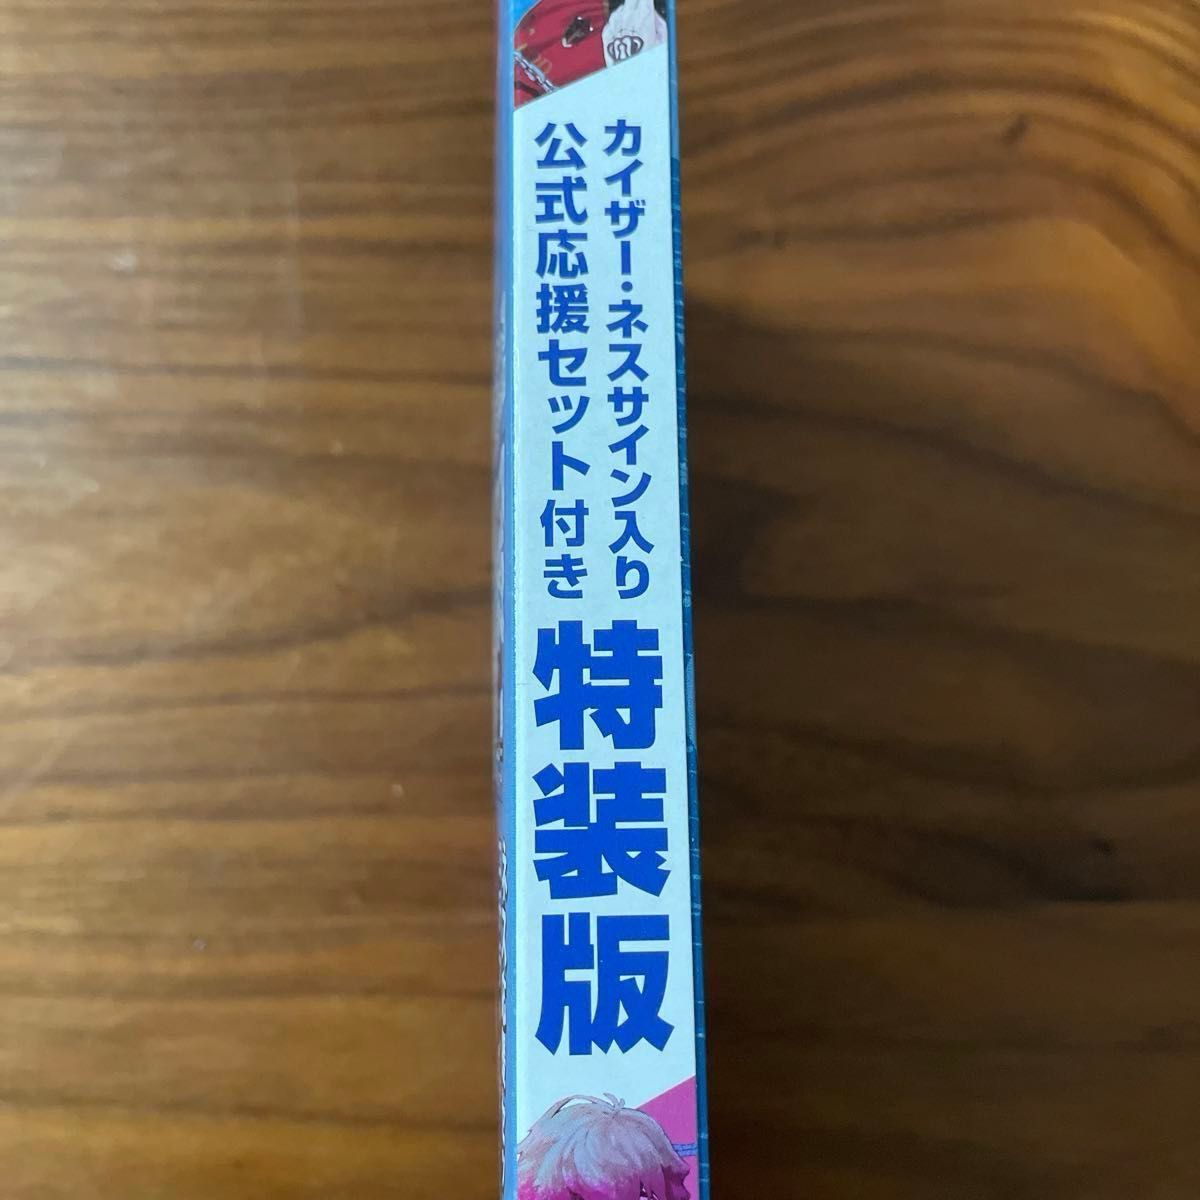 カイザー・ネスサイン入り
公式応援セット付き
特装版